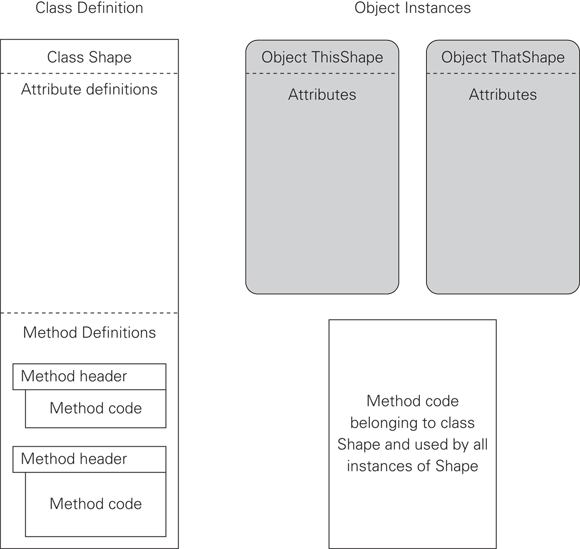 Class Definition
Object Instances
Class Shape
Attribute definitions
Method Definitions
Method header
Method code
Method header
Method code
Object ThisShape
Attributes
Object ThatShape
Attributes
Method code
belonging to class
Shape and used by all
instances of Shape